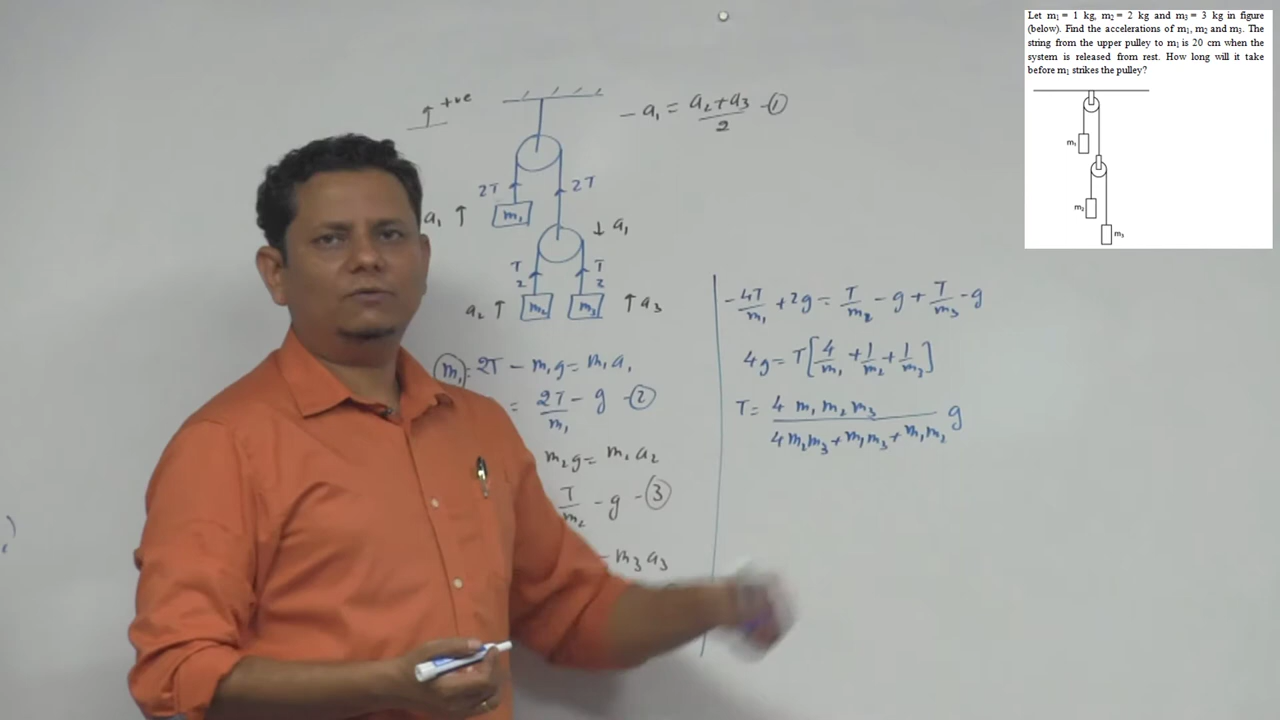 Let m₁ = 1 kg, m₂ = 2 kg and m₃ = 3 kg in figure
(below). Find the accelerations of m₁, m₂ and m₃. The
string from the upper pulley to m₁ is 20 cm when the
system is released from rest. How long will it take
before m₁ strikes the pulley?
m₁
m₂
m₃
↑ +ve
- a₁ = (a₂ + a₃)/2 - ①
2T
2T
a₁ ↑
m₁
↓ a₁
T
T
2
2
a₂ ↑
m₂
m₃
↑ a₃
m₁: 2T - m₁g = m₁a₁
= 2T/m₁ - g - ②
m₂g = m₂a₂
T/m₂ - g - ③
= m₃a₃
-4T/m₁ + 2g = T/m₂ - g + T/m₃ - g
4g = T[4/m₁ + 1/m₂ + 1/m₃]
T = 4 m₁ m₂ m₃/(4m₂m₃ + m₁m₃ + m₁m₂) g